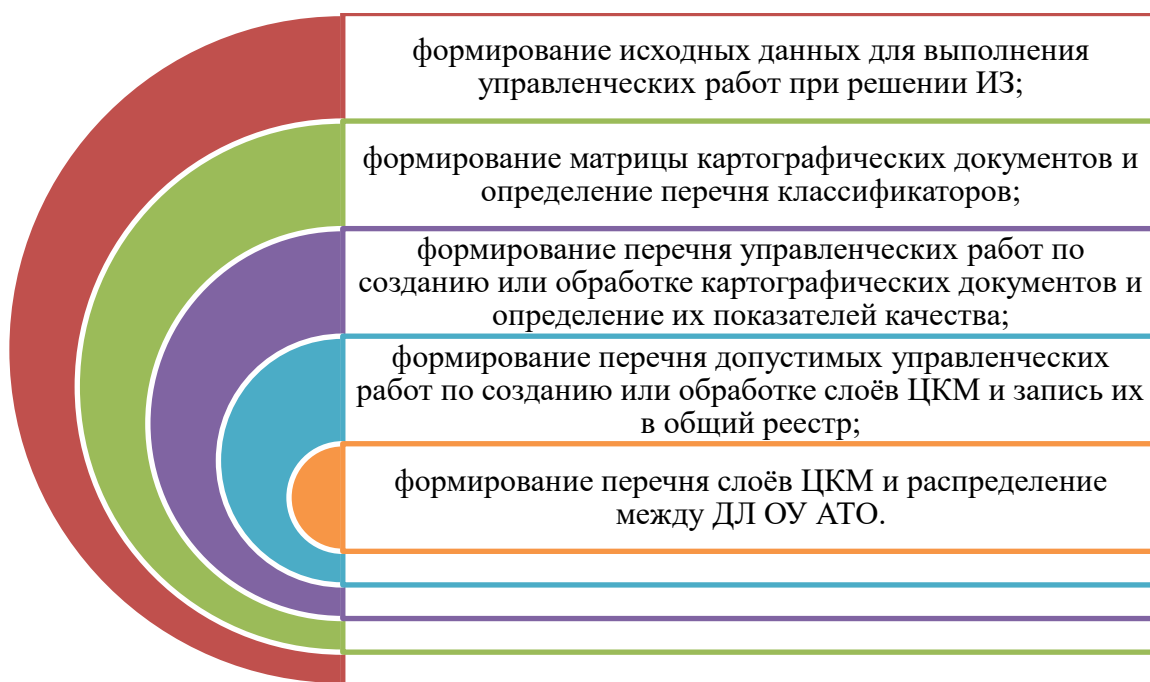 формирование исходных данных для выполнения
управленческих работ при решении ИЗ;
формирование матрицы картографических документов и
определение перечня классификаторов;
формирование перечня управленческих работ по
созданию или обработке картографических документов и
определение их показателей качества;
формирование перечня допустимых управленческих
работ по созданию или обработке слоёв ЦКМ и запись их
в общий реестр;
формирование перечня слоёв ЦКМ и распределение
между ДЛ ОУ АТО.